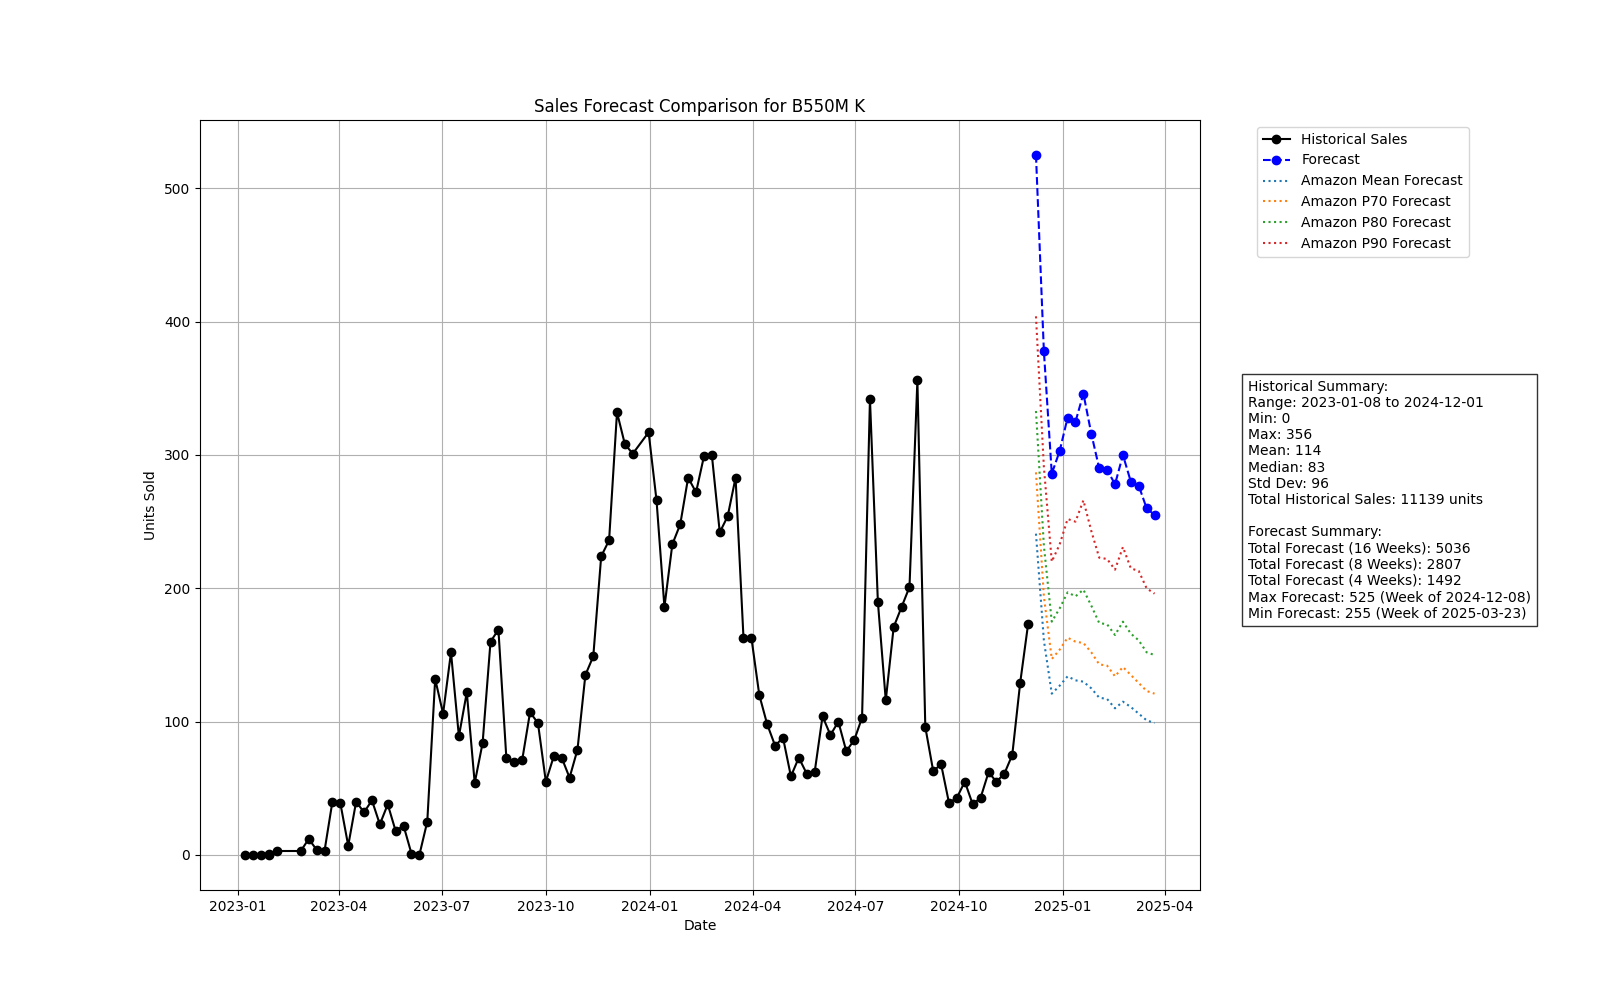 Sales Forecast Comparison for B550M K
Units Sold
500
400
300
200
100
0
2023-01
2023-04
2023-07
2023-10
2024-01
2024-04
2024-07
2024-10
2025-01
2025-04
Date
Historical Sales
Forecast
Amazon Mean Forecast
Amazon P70 Forecast
Amazon P80 Forecast
Amazon P90 Forecast
Historical Summary:
Range: 2023-01-08 to 2024-12-01
Min: 0
Max: 356
Mean: 114
Median: 83
Std Dev: 96
Total Historical Sales: 11139 units
Forecast Summary:
Total Forecast (16 Weeks): 5036
Total Forecast (8 Weeks): 2807
Total Forecast (4 Weeks): 1492
Max Forecast: 525 (Week of 2024-12-08)
Min Forecast: 255 (Week of 2025-03-23)